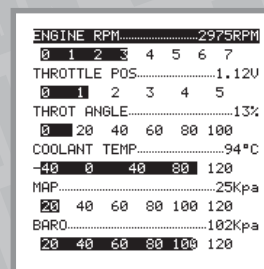 ENGINE RPM....................2975RPM
0 1 2 3 4 5 6 7
THROTTLE POS..............1.12V
0 1 2 3 4 5
THROT ANGLE.................13%
0 20 40 60 80 100
COOLANT TEMP...............94°C
-40 0 40 80 120
MAP..............................25Kpa
20 40 60 80 100 120
BARO...........................102Kpa
20 40 60 80 100 120